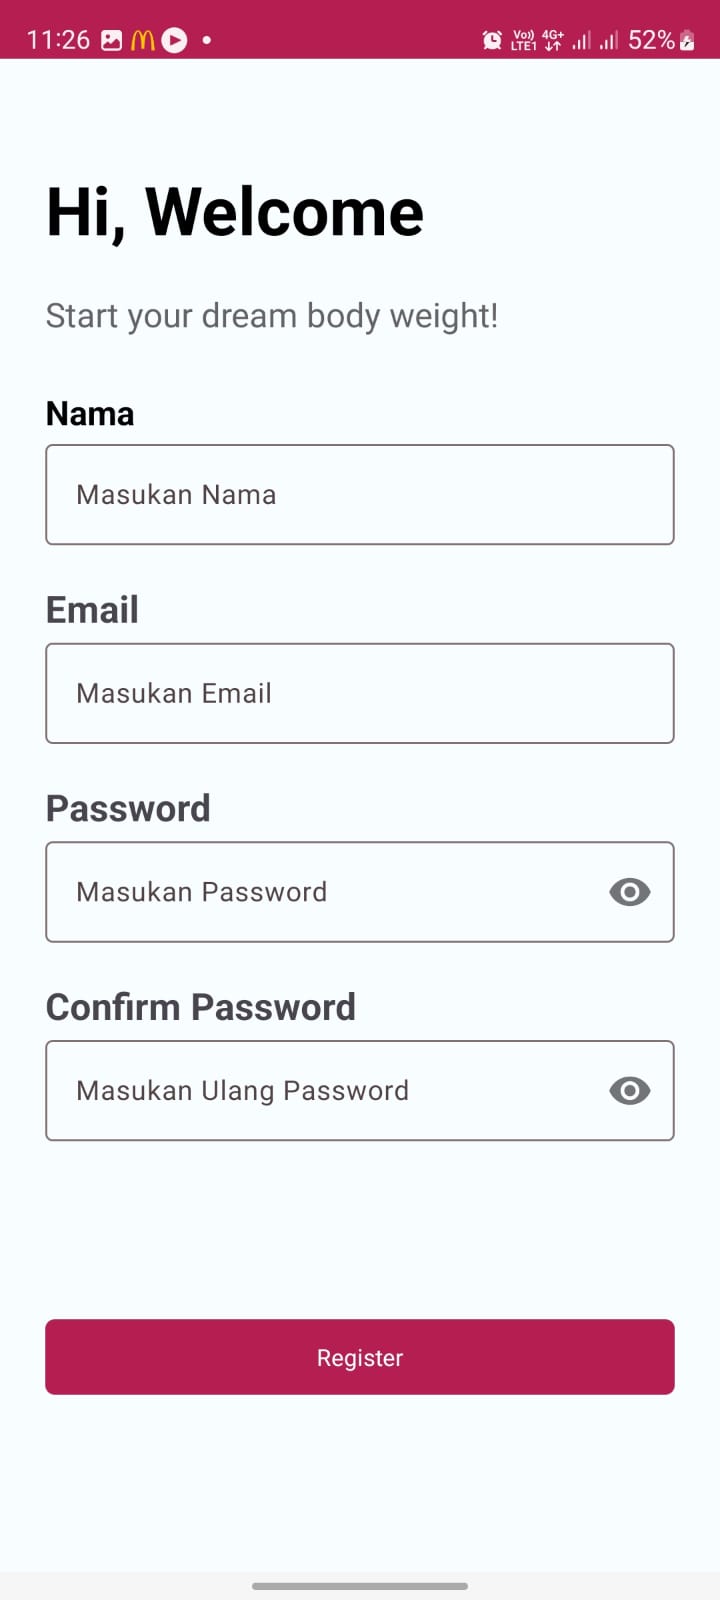 11:26
Vo) 4G+ 52%
LTE1
Hi, Welcome
Start your dream body weight!
Nama
Masukan Nama
Email
Masukan Email
Password
Masukan Password
Confirm Password
Masukan Ulang Password
Register